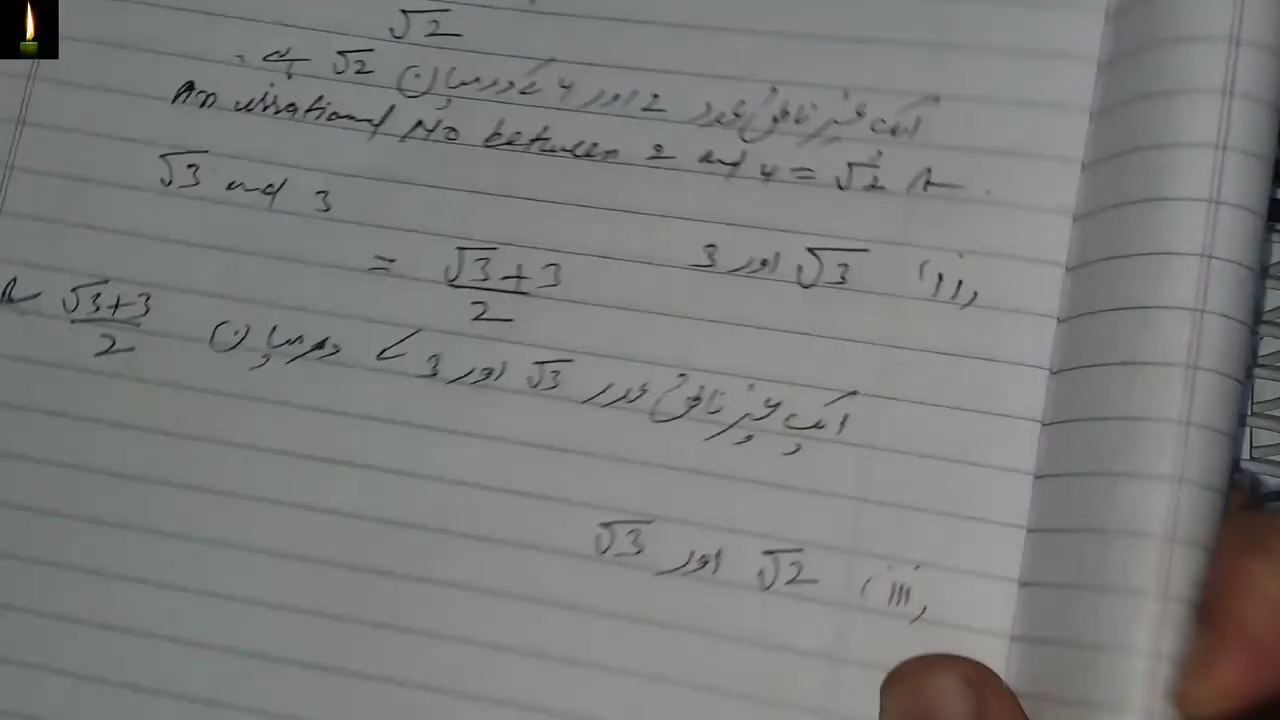 √2
ایک غیر ناطق عدد 2 اور 4 کے درمیان √2 ہے۔
An irrational No between 2 and 4 = √2
√3 and 3
(ii) √3 اور 3
= (√3+3)/2
ایک غیر ناطق عدد √3 اور 3 کے درمیان (√3+3)/2 ہے
(iii) √2 اور √3